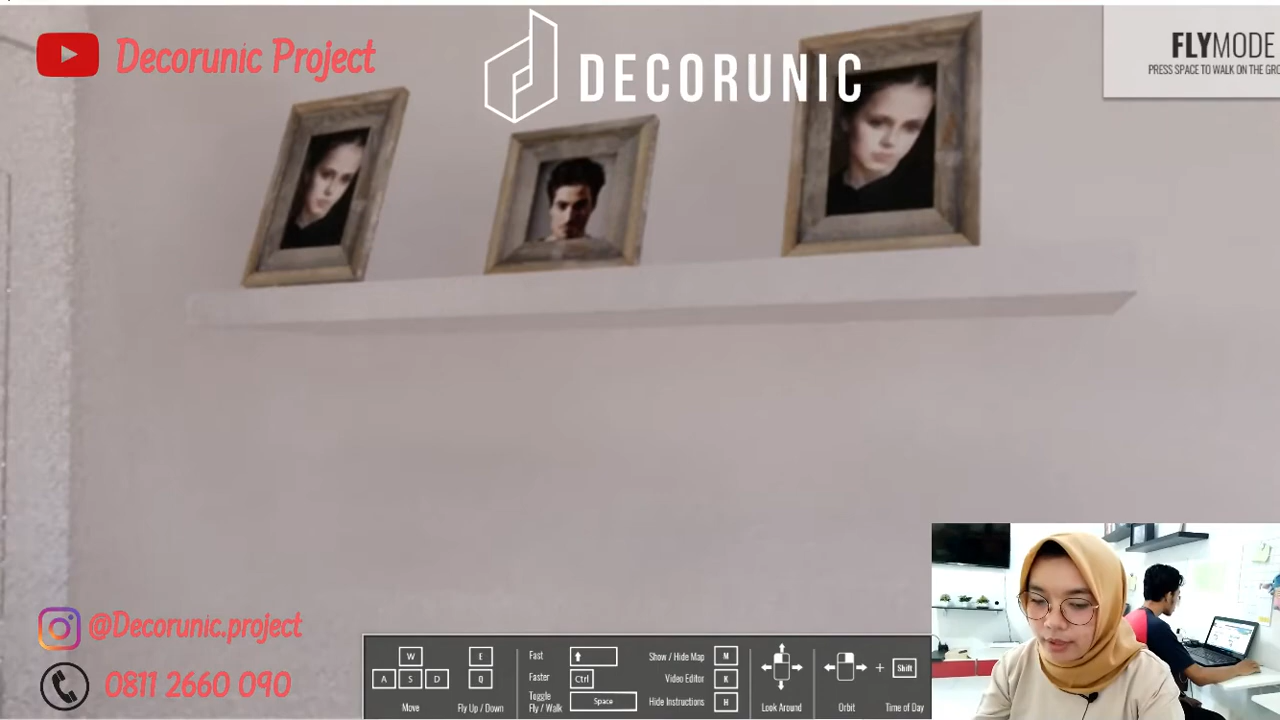 Decorunic Project
DECORUNIC
FLYMODE
PRESS SPACE TO WALK ON THE GRO
@Decorunic.project
0811 2660 090
W
A S D
Move
E
Q
Fly Up / Down
Fast
Faster
Ctrl
Toggle
Fly / Walk
Space
Show / Hide Map
M
Video Editor
K
Hide Instructions
H
Look Around
Orbit
+ Shift
Time of Day